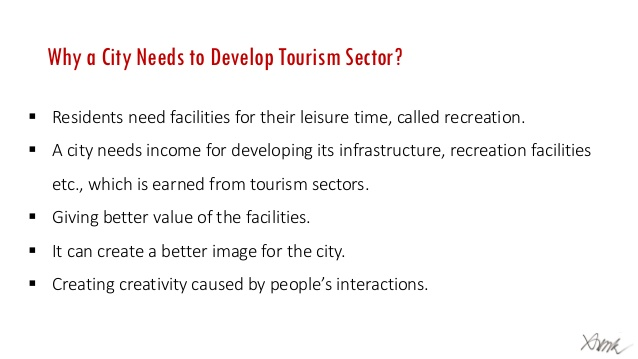 Why a City Needs to Develop Tourism Sector?
▪ Residents need facilities for their leisure time, called recreation.
▪ A city needs income for developing its infrastructure, recreation facilities
etc., which is earned from tourism sectors.
▪ Giving better value of the facilities.
▪ It can create a better image for the city.
▪ Creating creativity caused by people’s interactions.